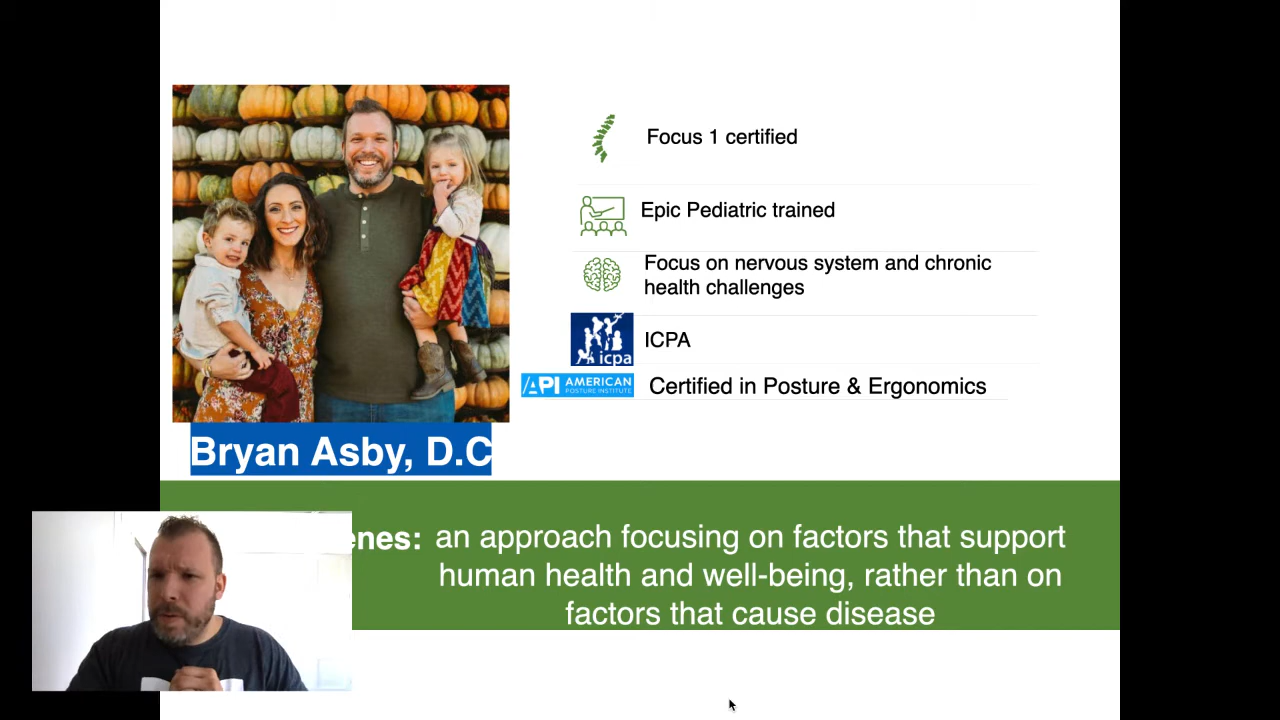 Focus 1 certified
Epic Pediatric trained
Focus on nervous system and chronic
health challenges
icpa
ICPA
API AMERICAN
POSTURE INSTITUTE
Certified in Posture & Ergonomics
Bryan Asby, D.C
enes: an approach focusing on factors that support
human health and well-being, rather than on
factors that cause disease